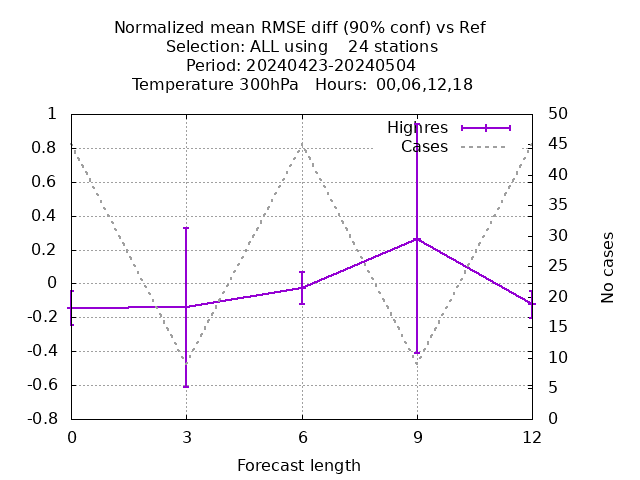 Normalized mean RMSE diff (90% conf) vs Ref
Selection: ALL using    24 stations
Period: 20240423-20240504
Temperature 300hPa   Hours: 00,06,12,18
Highres
Cases
1
0.8
0.6
0.4
0.2
0
-0.2
-0.4
-0.6
-0.8
50
45
40
35
30
25
20
15
10
5
0
No cases
0 3 6 9 12
Forecast length